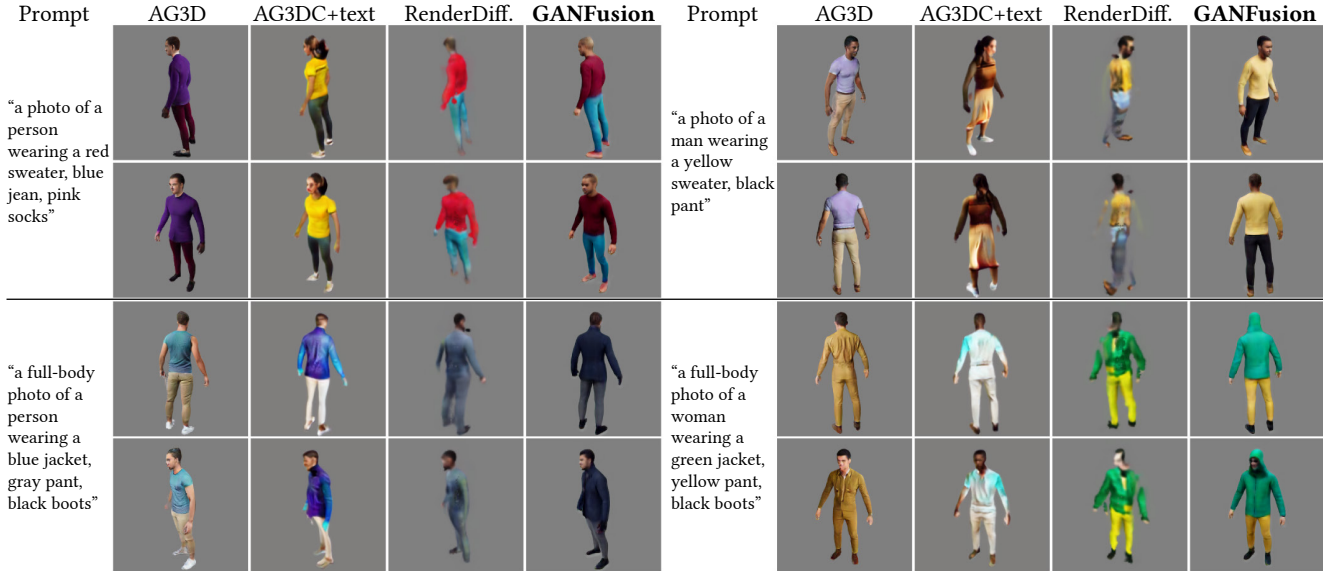 Prompt AG3D AG3DC+text RenderDiff. GANFusion Prompt AG3D AG3DC+text RenderDiff. GANFusion
“a photo of a
person
wearing a red
sweater, blue
jean, pink
socks”
“a photo of a
man wearing
a yellow
sweater, black
pant”
“a full-body
photo of a
person
wearing a
blue jacket,
gray pant,
black boots”
“a full-body
photo of a
woman
wearing a
green jacket,
yellow pant,
black boots”